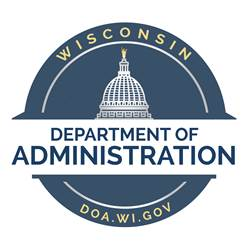 WISCONSIN
DEPARTMENT OF
ADMINISTRATION
DOA.WI.GOV